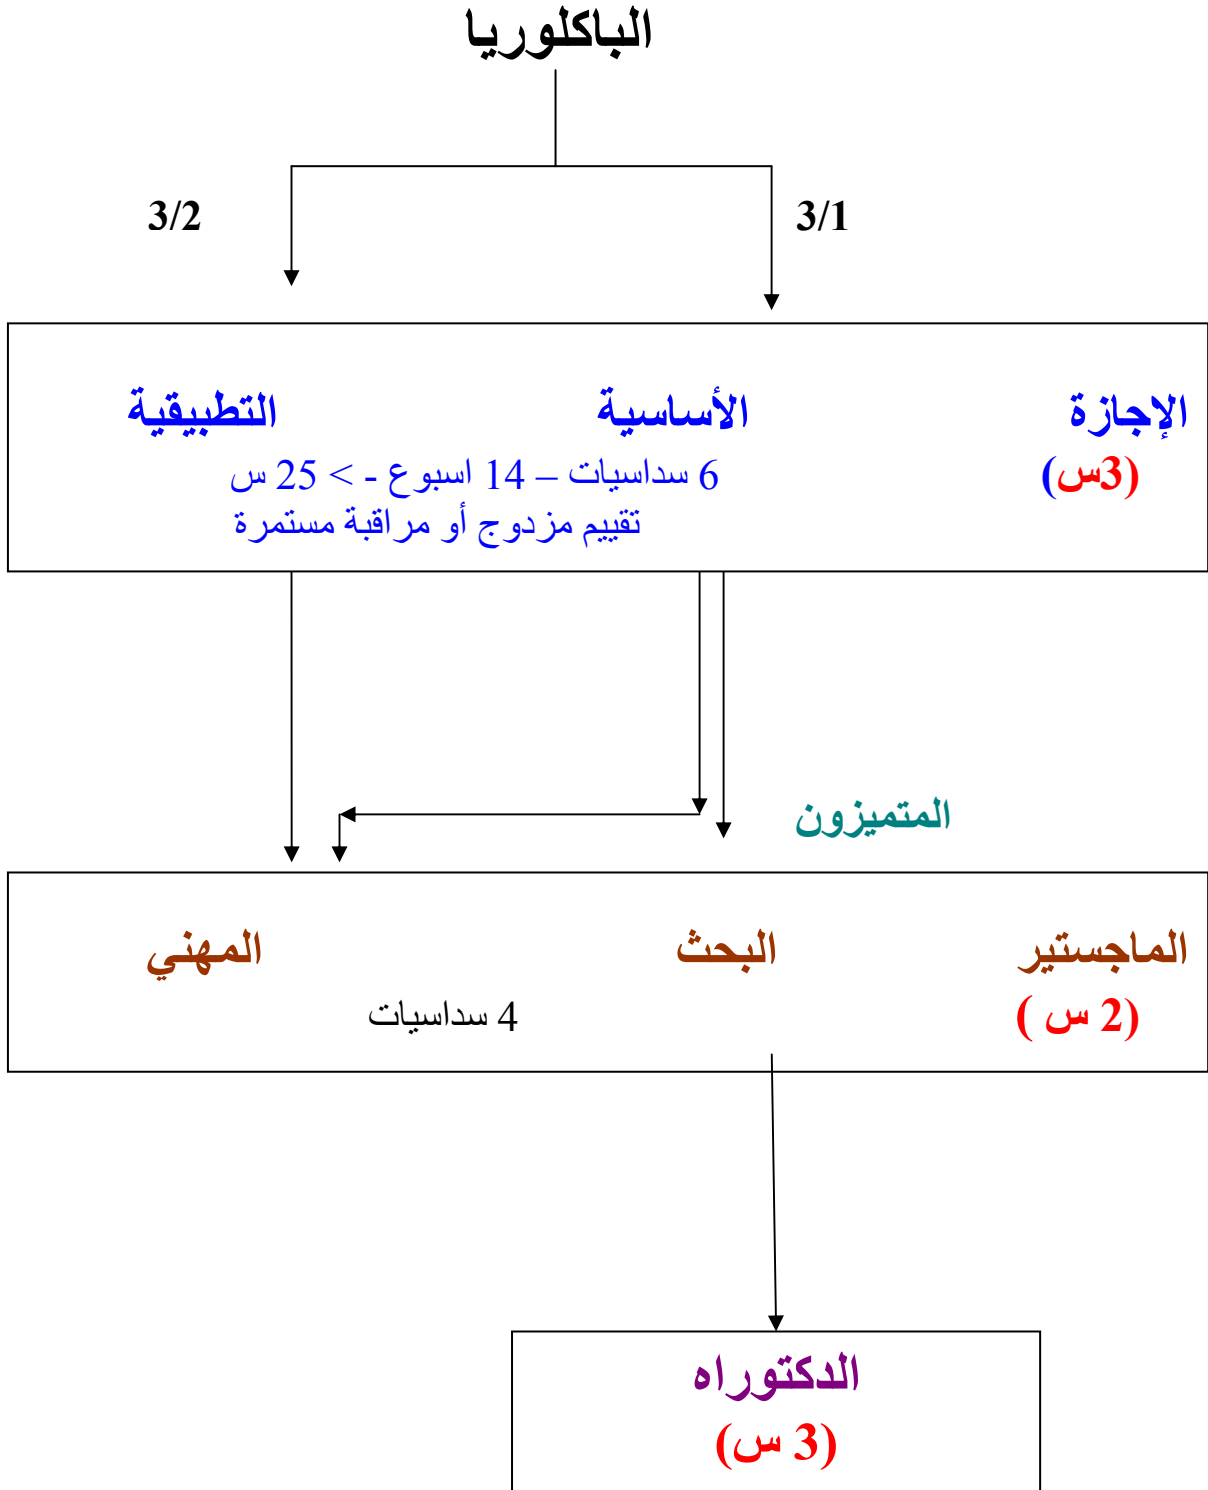 الباكلوريا
3/1
3/2
الإجازة الأساسية التطبيقية
(3س) 6 سداسيات – 14 اسبوع - > 25 س
تقييم مزدوج أو مراقبة مستمرة
المتميزون
الماجستير البحث المهني
(2 س ) 4 سداسيات
الدكتوراه
(3 س)